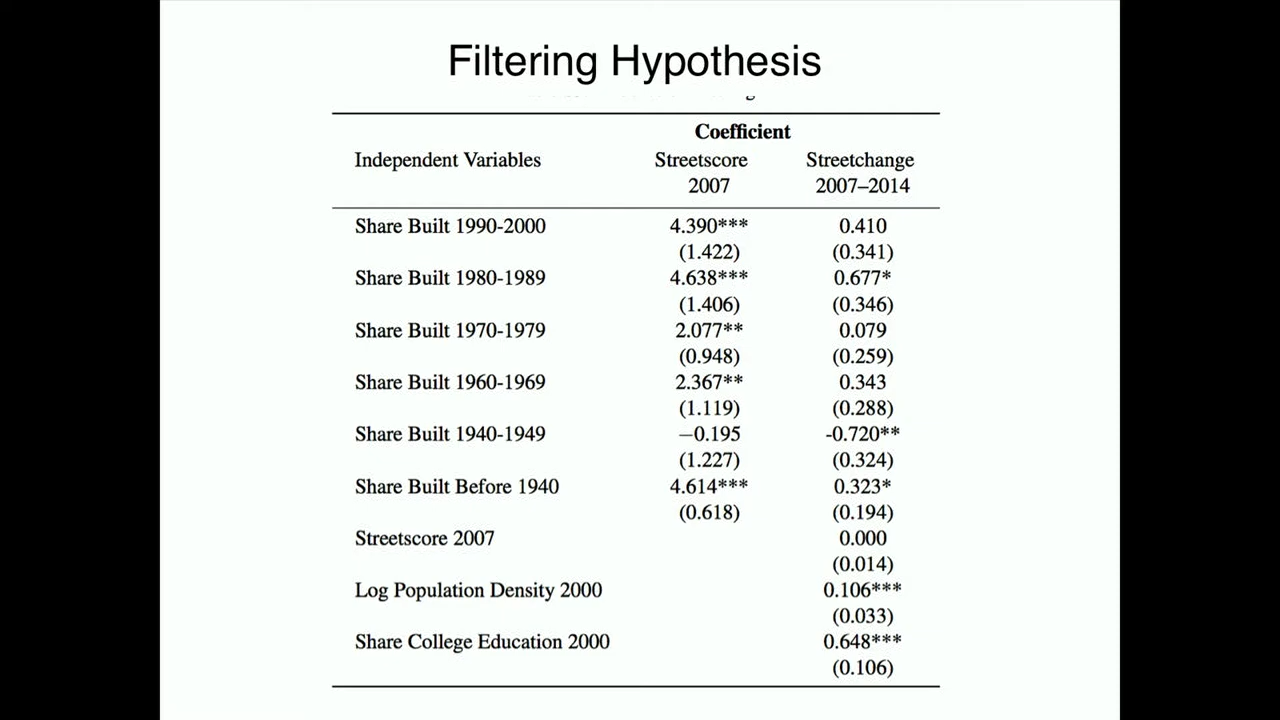 Filtering Hypothesis
Coefficient
Independent Variables Streetscore Streetchange
2007 2007–2014
Share Built 1990-2000 4.390*** 0.410
(1.422) (0.341)
Share Built 1980-1989 4.638*** 0.677*
(1.406) (0.346)
Share Built 1970-1979 2.077** 0.079
(0.948) (0.259)
Share Built 1960-1969 2.367** 0.343
(1.119) (0.288)
Share Built 1940-1949 −0.195 -0.720**
(1.227) (0.324)
Share Built Before 1940 4.614*** 0.323*
(0.618) (0.194)
Streetscore 2007 0.000
(0.014)
Log Population Density 2000 0.106***
(0.033)
Share College Education 2000 0.648***
(0.106)